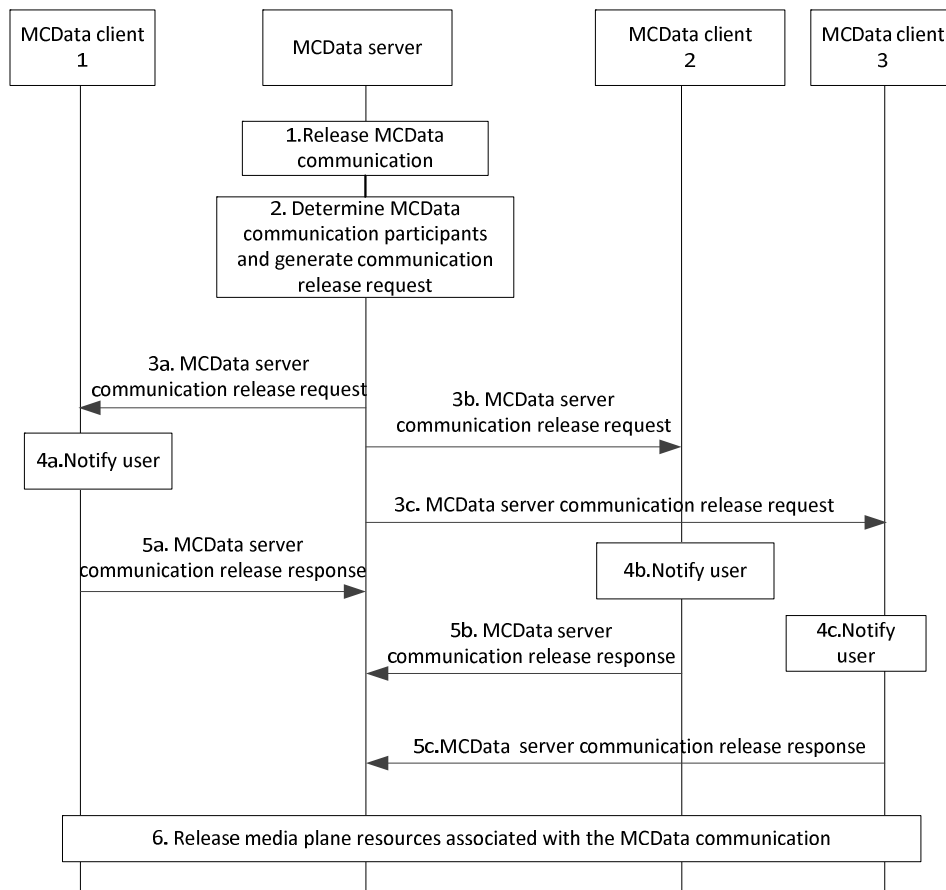 MCData client
1
MCData server
MCData client
2
MCData client
3
1.Release MCData
communication
2. Determine MCData
communication participants
and generate communication
release request
3a. MCData server
communication release request
3b. MCData server
communication release request
4a.Notify user
3c. MCData server communication release request
5a. MCData server
communication release response
4b.Notify user
5b. MCData server
communication release response
4c.Notify
user
5c.MCData server communication release response
6. Release media plane resources associated with the MCData communication